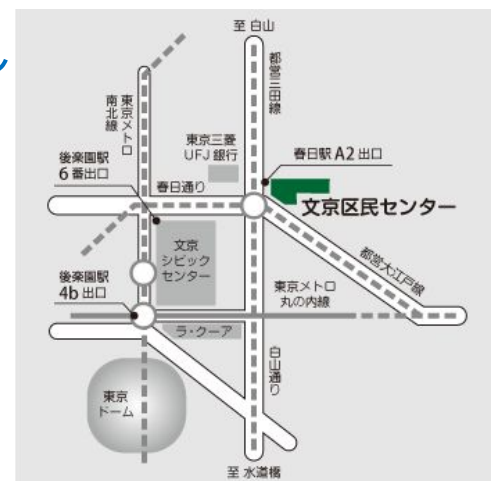 至 白山
都営三田線
東京メトロ
南北線
東京三菱
UFJ 銀行
春日駅 A2 出口
後楽園駅
6 番出口
春日通り
文京区民センター
文京
シビック
センター
都営大江戸線
後楽園駅
4b 出口
東京メトロ
丸の内線
ラ・クーア
白山通り
東京
ドーム
至 水道橋